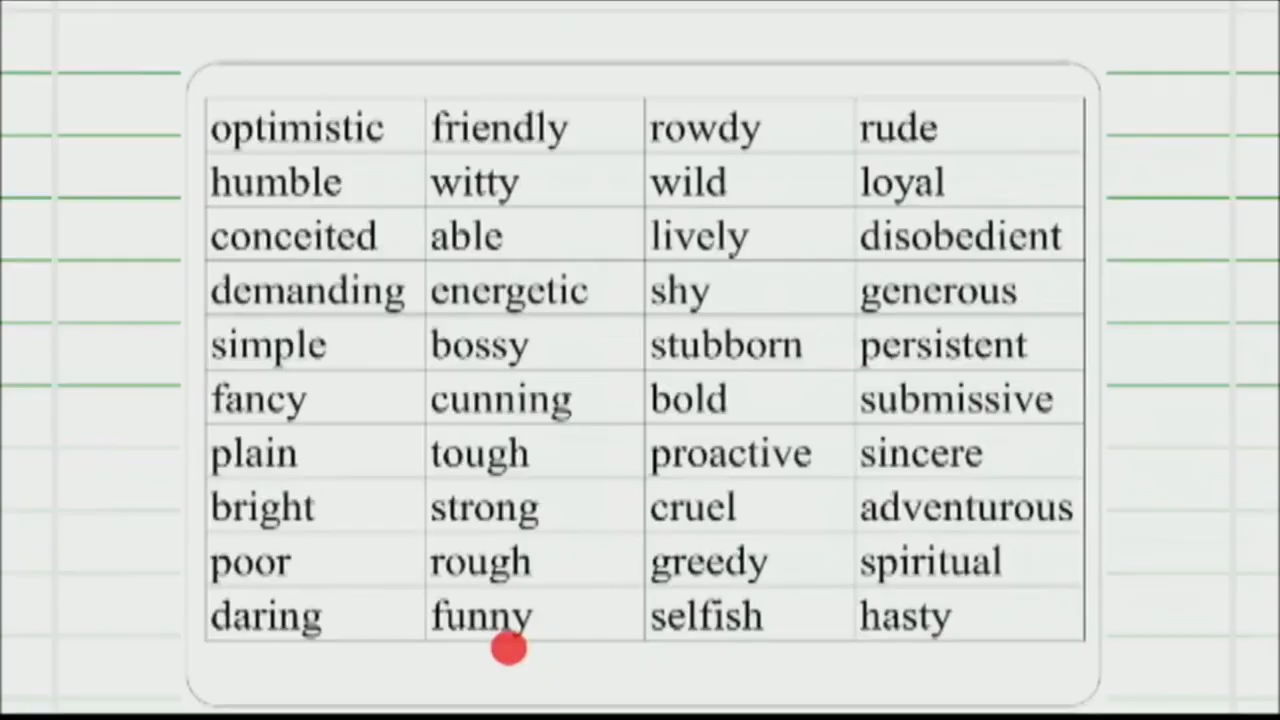 optimistic friendly rowdy rude
humble witty wild loyal
conceited able lively disobedient
demanding energetic shy generous
simple bossy stubborn persistent
fancy cunning bold submissive
plain tough proactive sincere
bright strong cruel adventurous
poor rough greedy spiritual
daring funny selfish hasty